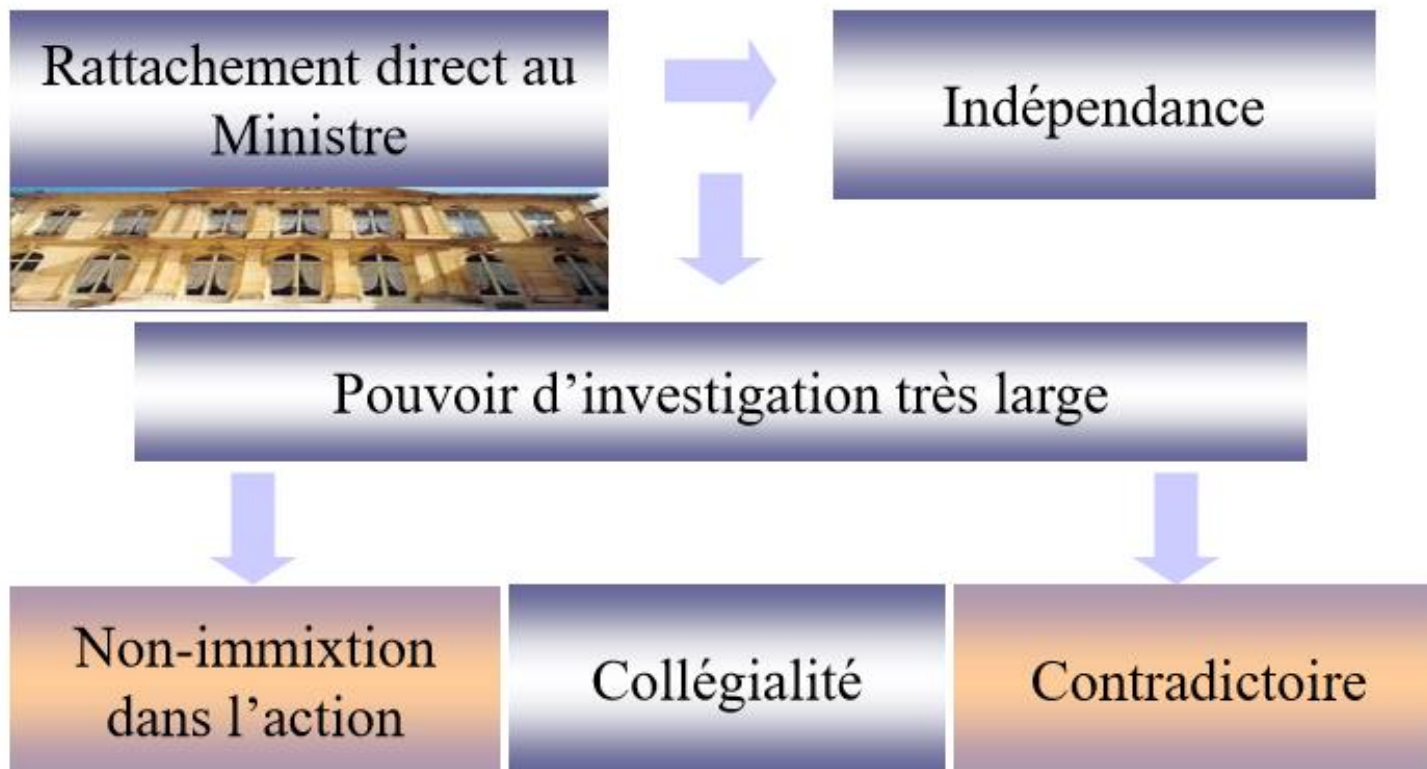 Rattachement direct au
Ministre
Indépendance
Pouvoir d’investigation très large
Non-immixtion
dans l’action
Collégialité
Contradictoire